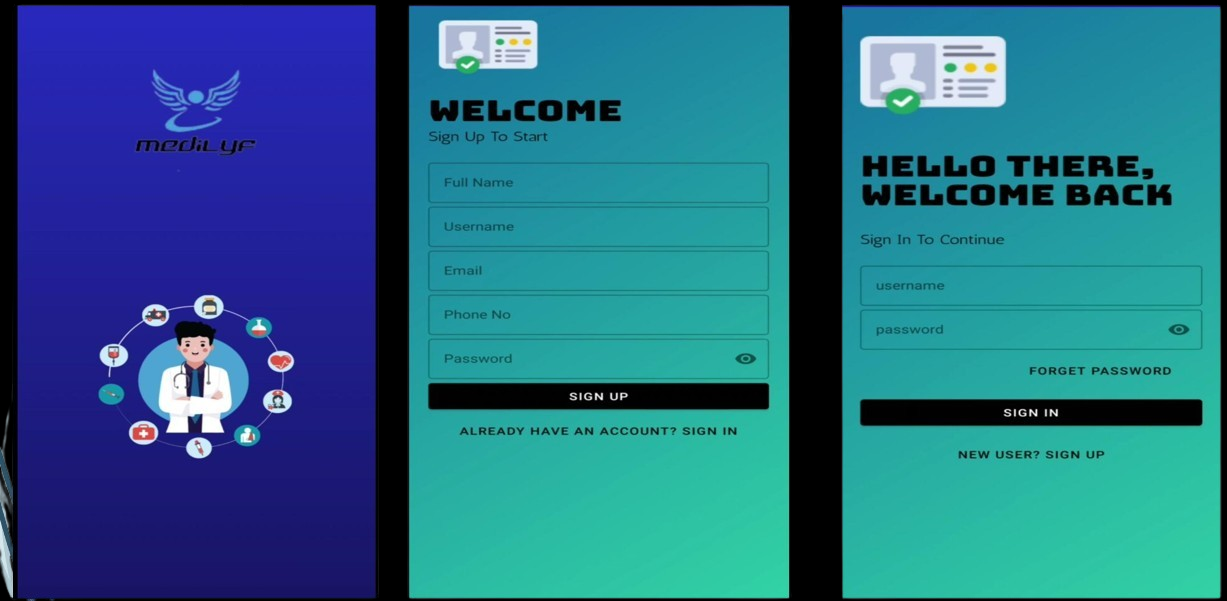 medilyf
WELCOME
Sign Up To Start
Full Name
Username
Email
Phone No
Password
SIGN UP
ALREADY HAVE AN ACCOUNT? SIGN IN
HELLO THERE,
WELCOME BACK
Sign In To Continue
username
password
FORGET PASSWORD
SIGN IN
NEW USER? SIGN UP